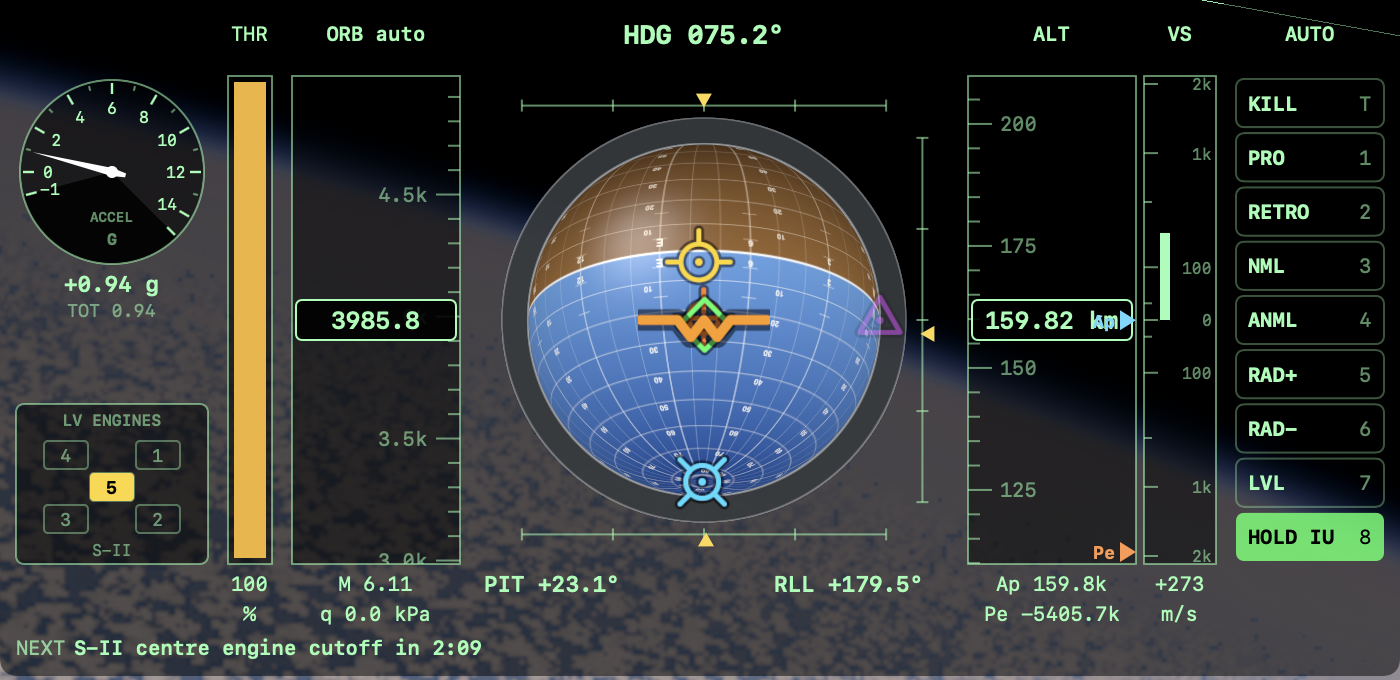 THR
ORB auto
HDG 075.2°
ALT
VS
AUTO
-1 0 2 4 6 8 10 12 14
ACCEL
G
+0.94 g
TOT 0.94
4.5k
3985.8
3.5k
3.0k
200
175
159.82 km
150
125
Pe
2k
1k
100
0
100
1k
2k
KILL T
PRO 1
RETRO 2
NML 3
ANML 4
RAD+ 5
RAD− 6
LVL 7
HOLD IU 8
LV ENGINES
4 1
5
3 2
S−II
100
%
M 6.11
q 0.0 kPa
PIT +23.1°
RLL +179.5°
Ap 159.8k
Pe −5405.7k
+273
m/s
NEXT S−II centre engine cutoff in 2:09